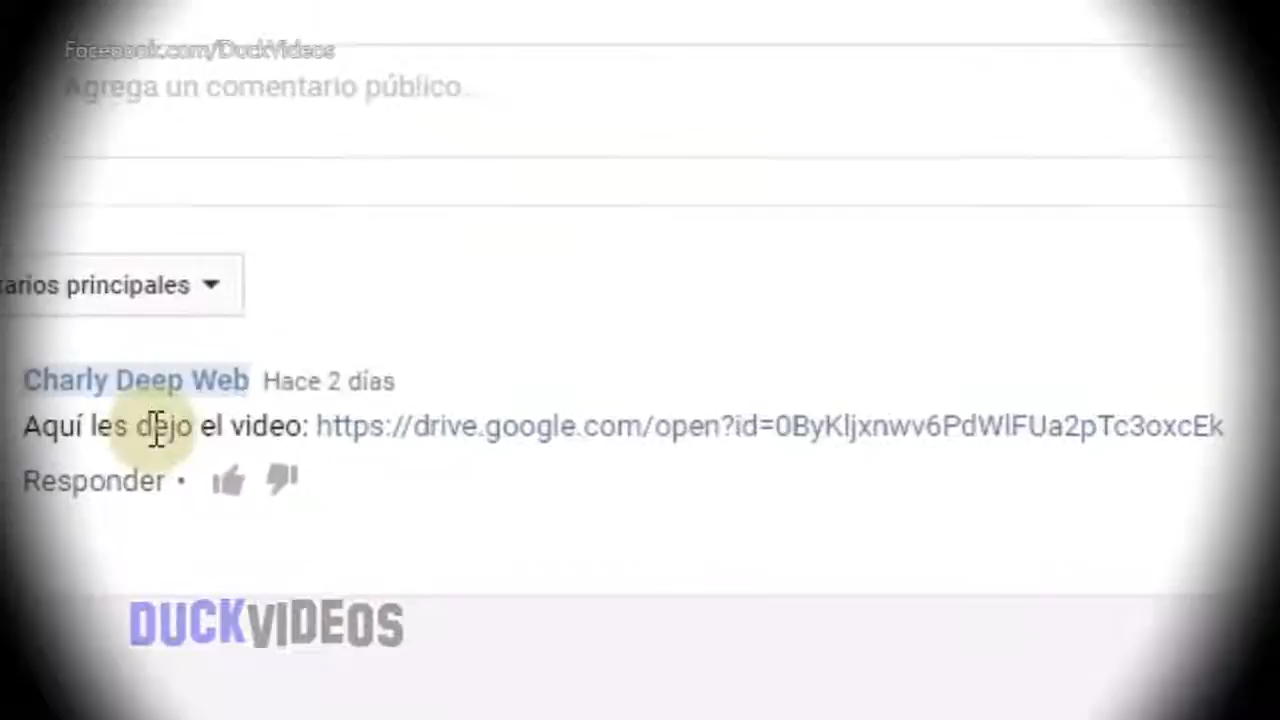 Facebook.com/DuckVideos
Agrega un comentario público...
arios principales
Charly Deep Web Hace 2 días
Aquí les dejo el video: https://drive.google.com/open?id=0ByKljxnwv6PdWlFUa2pTc3oxcEk
Responder •
DUCKVIDEOS